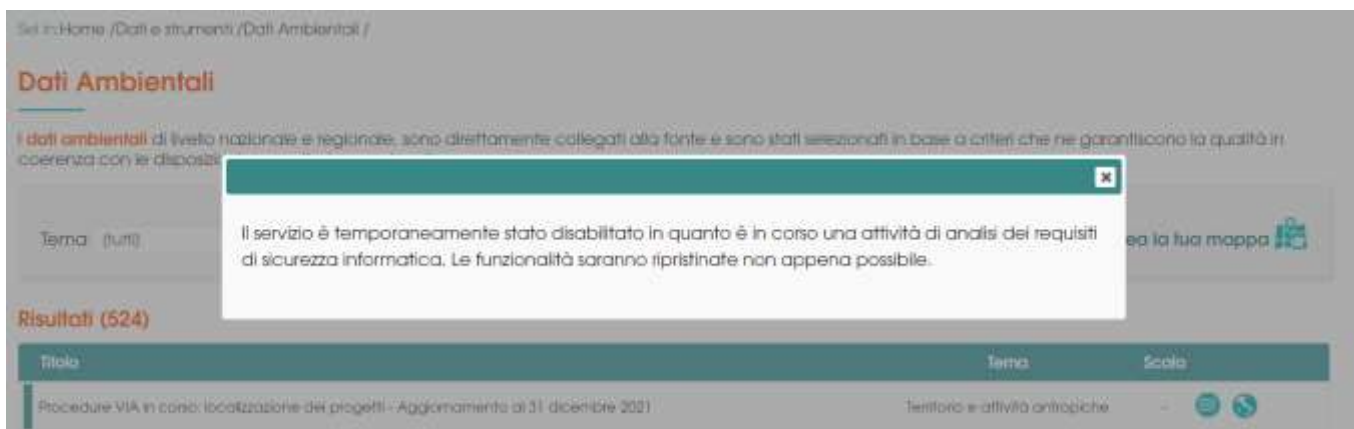 Sei in: Home /Dati e strumenti /Dati Ambientali /
Dati Ambientali
I dati ambientali di livello nazionale e regionale, sono direttamente collegati alla fonte e sono stati selezionati in base a criteri che ne garantiscono la qualità in
coerenza con le
Il servizio è temporaneamente stato disabilitato in quanto è in corso una attività di analisi dei requisiti
di sicurezza informatica. Le funzionalità saranno ripristinate non appena possibile.
Tema (tutti)
la tua mappa
Risultati (524)
Titolo Tema Scala
Procedure VIA in corso: localizzazione dei progetti - Aggiornamento al 31 dicembre 2021 Territorio e attività antropiche -